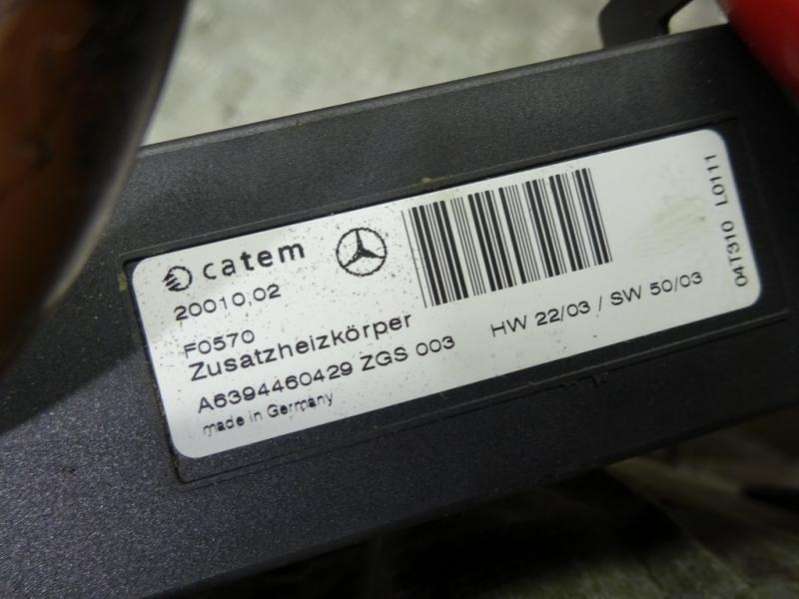 catem
20010,02
F0570
Zusatzheizkörper
A6394460429 ZGS 003
HW 22/03 / SW 50/03
made in Germany
04T310 L0111